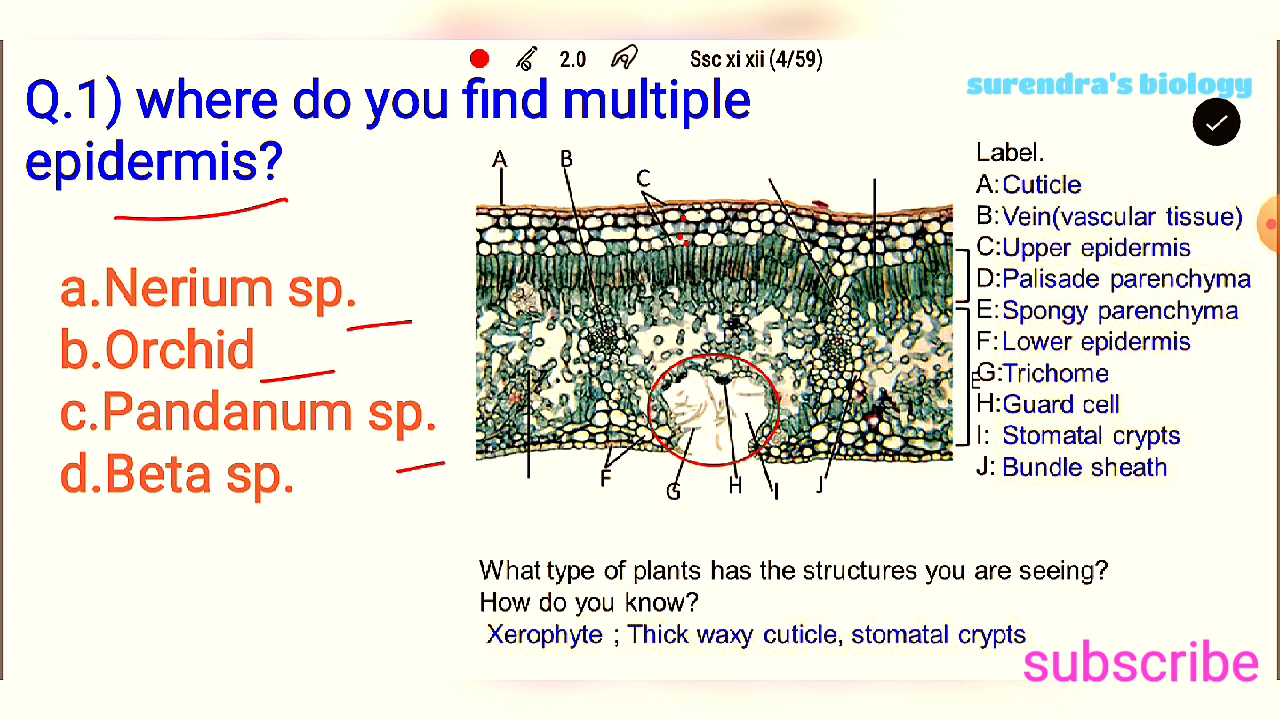 2.0 Ssc xi xii (4/59)
Q.1) where do you find multiple
epidermis?
surendra's biology
a.Nerium sp.
b.Orchid
c.Pandanum sp.
d.Beta sp.
A B C
F G H I J
E
Label.
A:Cuticle
B:Vein(vascular tissue)
C:Upper epidermis
D:Palisade parenchyma
E:Spongy parenchyma
F:Lower epidermis
G:Trichome
H:Guard cell
I: Stomatal crypts
J: Bundle sheath
What type of plants has the structures you are seeing?
How do you know?
Xerophyte ; Thick waxy cuticle, stomatal crypts
subscribe